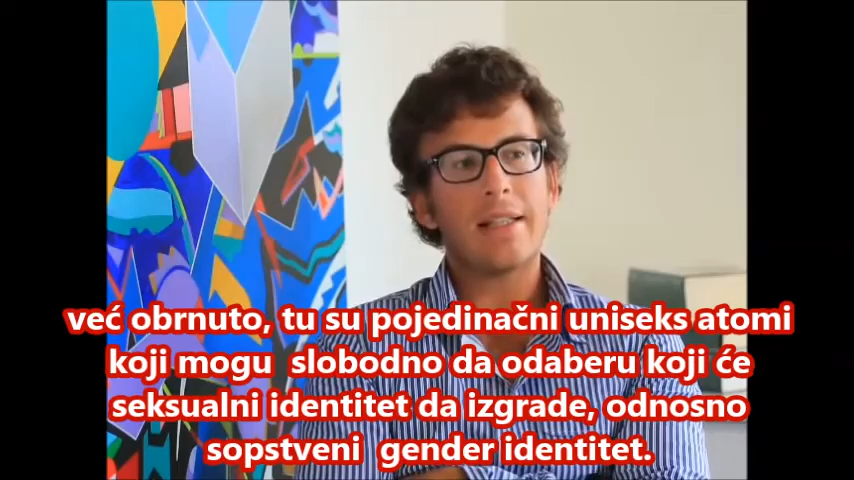 već obrnuto, tu su pojedinačni uniseks atomi
koji mogu slobodno da odaberu koji će
seksualni identitet da izgrade, odnosno
sopstveni gender identitet.